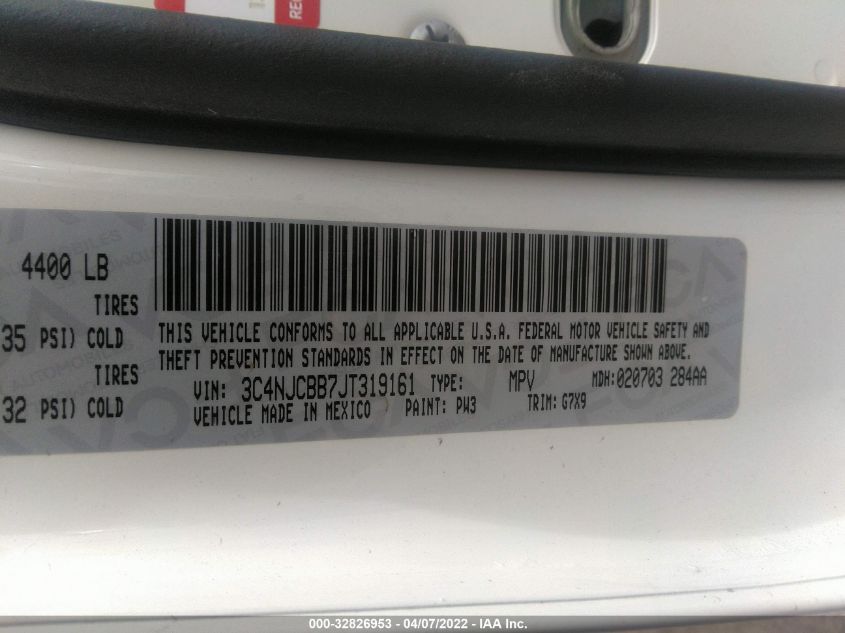 RE
4400 LB
TIRES
35 PSI) COLD
TIRES
32 PSI) COLD
THIS VEHICLE CONFORMS TO ALL APPLICABLE U.S.A. FEDERAL MOTOR VEHICLE SAFETY AND
THEFT PREVENTION STANDARDS IN EFFECT ON THE DATE OF MANUFACTURE SHOWN ABOVE.
VIN: 3C4NJCBB7JT319161 TYPE: MPV MDH:020703 284AA
VEHICLE MADE IN MEXICO PAINT: PW3 TRIM: G7X9
000-32826953 - 04/07/2022 - IAA Inc.